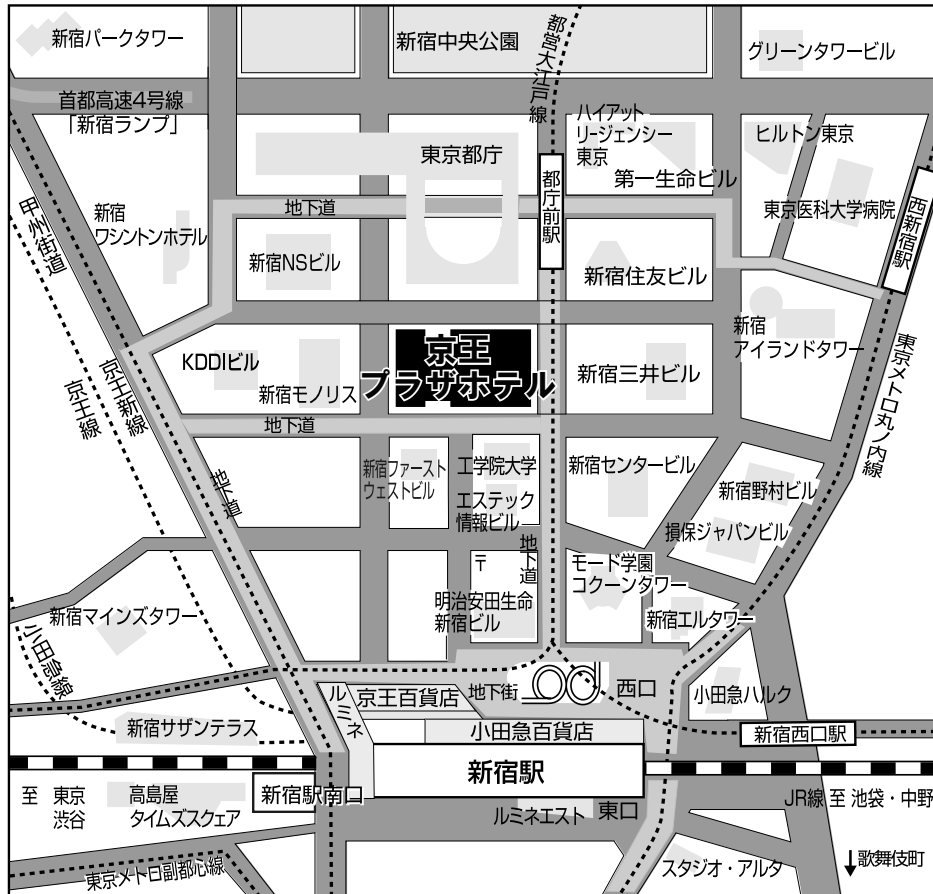 新宿パークタワー
新宿中央公園
都営大江戸線
グリーンタワービル
首都高速4号線
「新宿ランプ」
ハイアット
リージェンシー
東京
ヒルトン東京
東京都庁
第一生命ビル
都庁前駅
地下道
東京医科大学病院
西新宿駅
甲州街道
新宿
ワシントンホテル
新宿NSビル
新宿住友ビル
新宿
アイランドタワー
東京メトロ丸ノ内線
京王新線
京王線
KDDIビル
新宿モノリス
京王
プラザホテル
新宿三井ビル
地下道
地下道
新宿ファースト
ウェストビル
工学院大学
エステック
情報ビル
新宿センタービル
新宿野村ビル
損保ジャパンビル
地下道
〒
モード学園
コクーンタワー
明治安田生命
新宿ビル
新宿エルタワー
新宿マインズタワー
小田急線
ルミネ
京王百貨店
地下街
西口
小田急ハルク
新宿サザンテラス
小田急百貨店
新宿西口駅
新宿駅
至 東京
渋谷
高島屋
タイムズスクェア
新宿駅南口
ルミネエスト
東口
JR線 至 池袋・中野
東京メトロ副都心線
スタジオ・アルタ
↓歌舞伎町